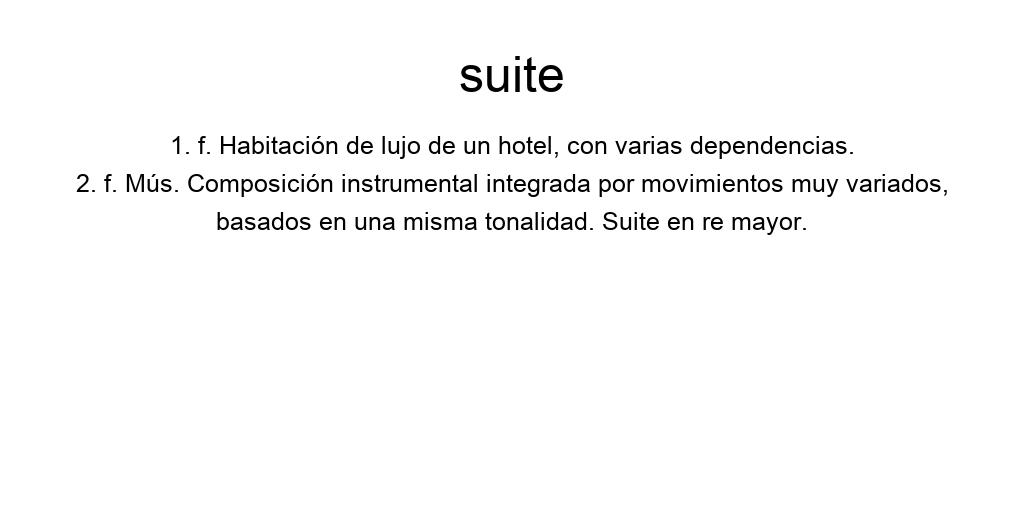 suite
1. f. Habitación de lujo de un hotel, con varias dependencias.
2. f. Mús. Composición instrumental integrada por movimientos muy variados,
basados en una misma tonalidad. Suite en re mayor.